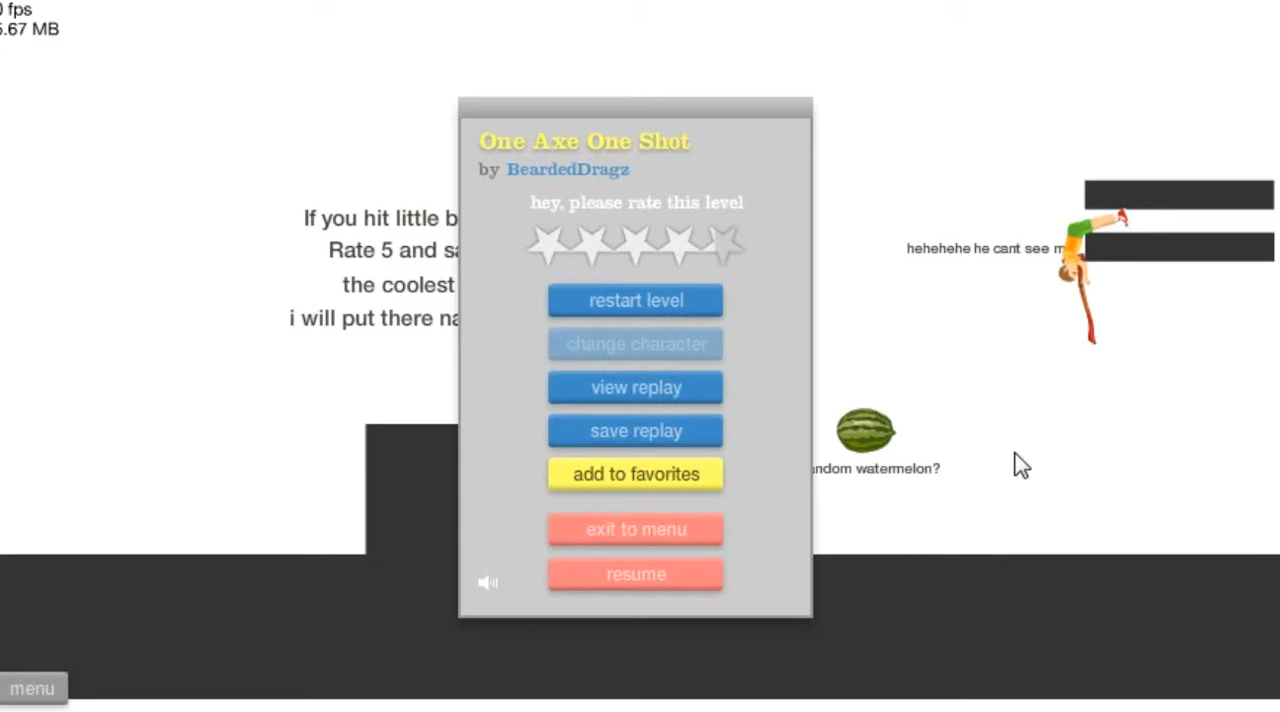 fps
5.67 MB
One Axe One Shot
by BeardedDragz
hey, please rate this level
If you hit little b
Rate 5 and sa
the coolest
i will put there na
hehehehe he cant see m
restart level
change character
view replay
save replay
andom watermelon?
add to favorites
exit to menu
resume
menu